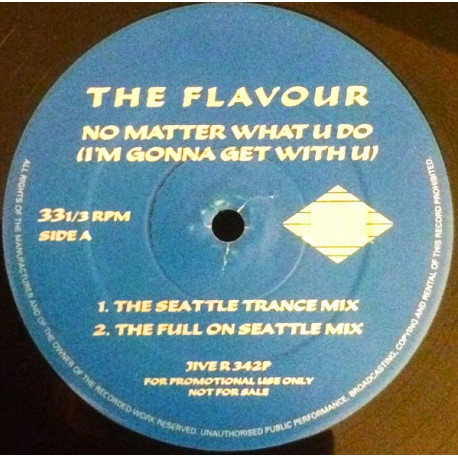 THE FLAVOUR
NO MATTER WHAT U DO
(I'M GONNA GET WITH U)
33 1/3 RPM
SIDE A
1. THE SEATTLE TRANCE MIX
2. THE FULL ON SEATTLE MIX
JIVE R 342P
FOR PROMOTIONAL USE ONLY
NOT FOR SALE
ALL RIGHTS OF THE MANUFACTURER AND OF THE OWNER OF THE RECORDED WORK RESERVED. UNAUTHORISED PUBLIC PERFORMANCE, BROADCASTING, COPYING AND RENTAL OF THIS RECORD PROHIBITED.